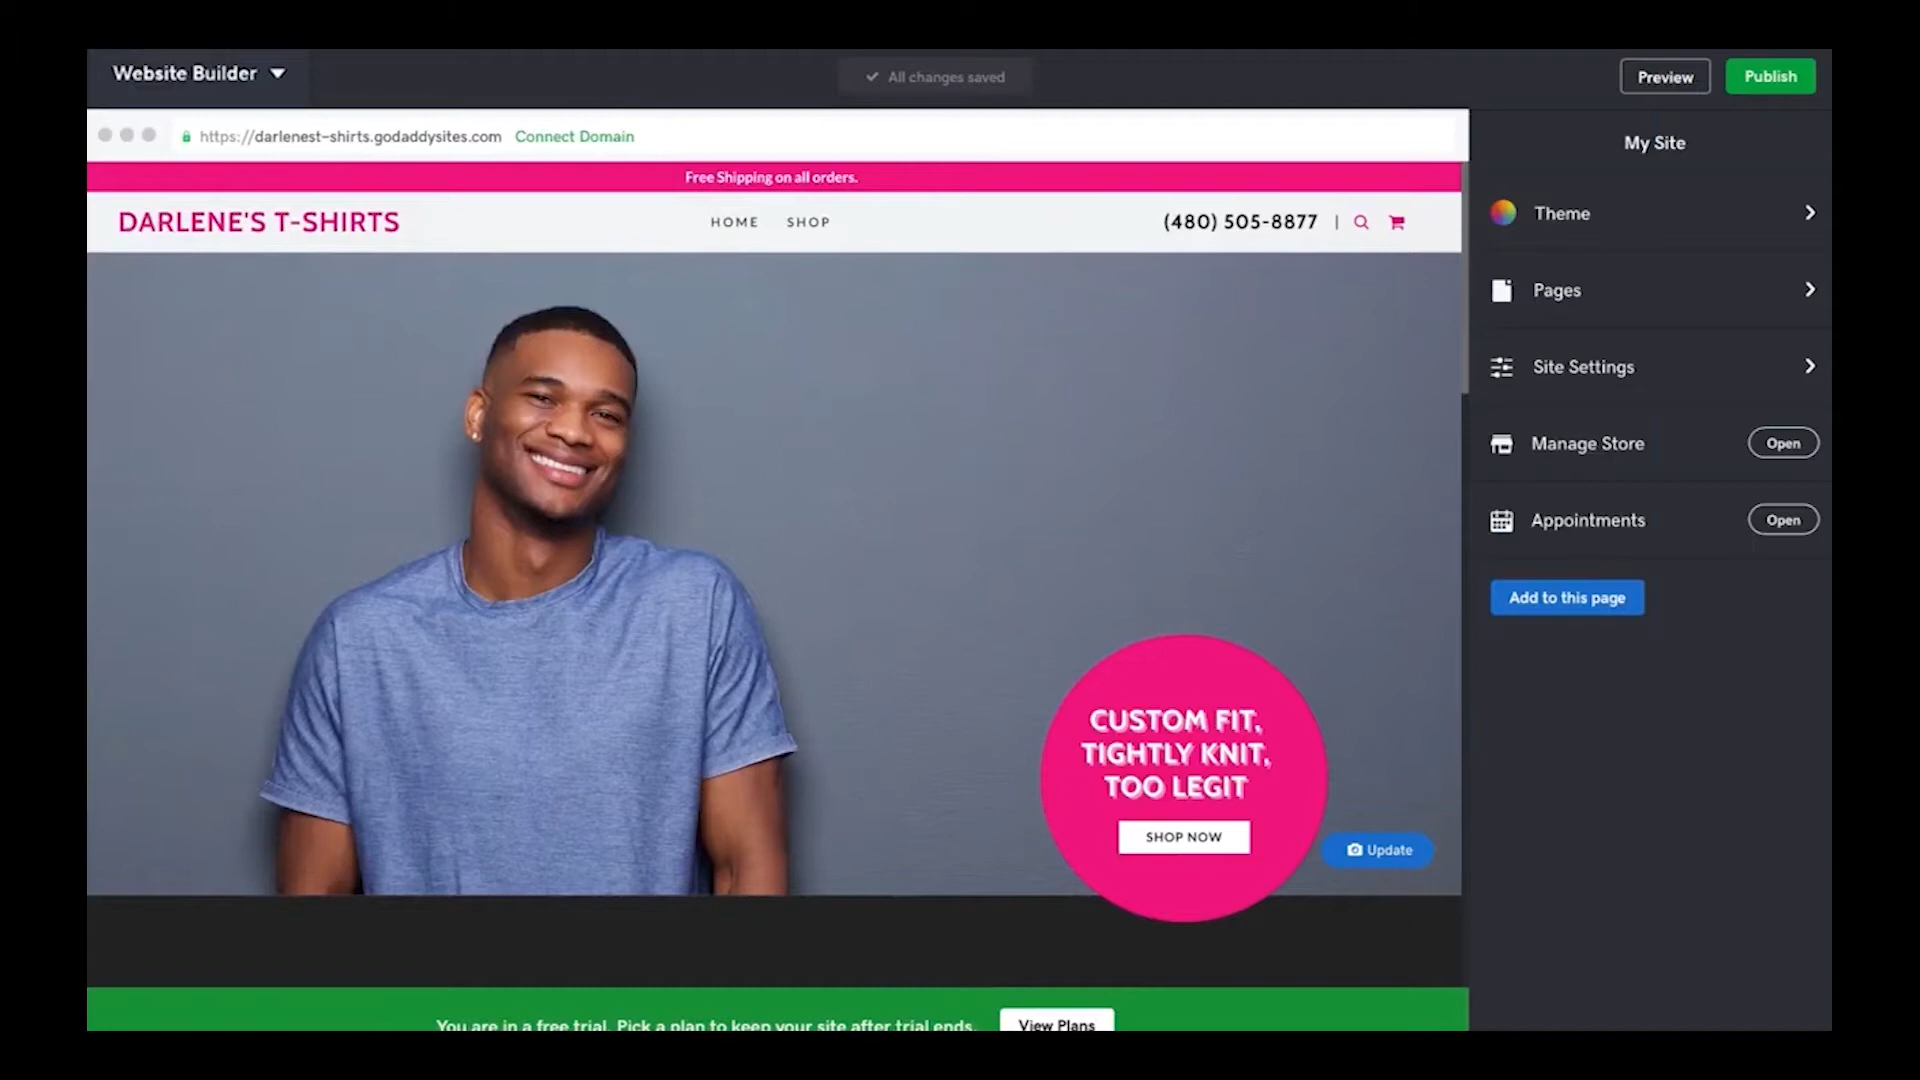 Website Builder
All changes saved
Preview
Publish
https://darlenest-shirts.godaddysites.com Connect Domain
My Site
Free Shipping on all orders.
DARLENE'S T-SHIRTS
HOME SHOP
(480) 505-8877 |
Theme
Pages
Site Settings
Manage Store Open
Appointments Open
Add to this page
CUSTOM FIT,
TIGHTLY KNIT,
TOO LEGIT
SHOP NOW
Update
You are in a free trial. Pick a plan to keep your site after trial ends.
View Plans